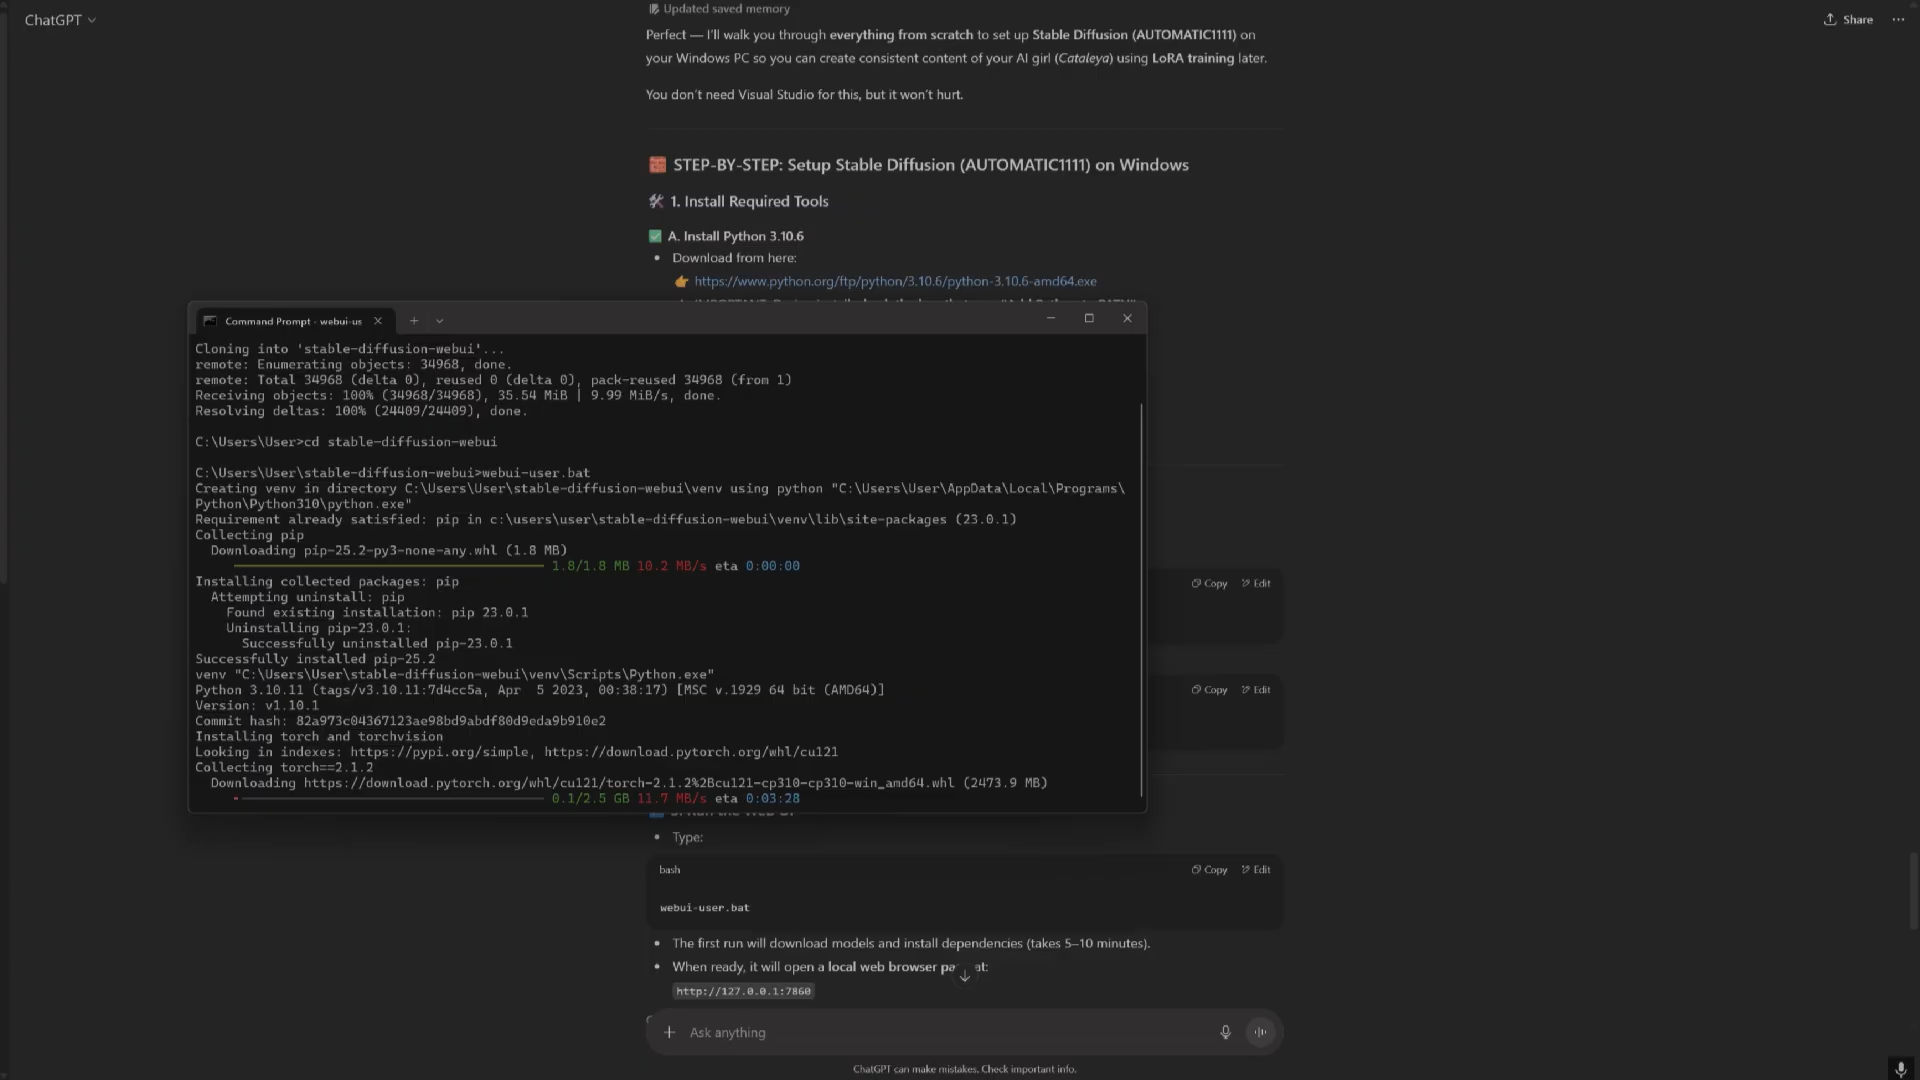 ChatGPT
Share
Updated saved memory
Perfect — I'll walk you through everything from scratch to set up Stable Diffusion (AUTOMATIC1111) on
your Windows PC so you can create consistent content of your AI girl (Cataleya) using LoRA training later.
You don't need Visual Studio for this, but it won't hurt.
STEP-BY-STEP: Setup Stable Diffusion (AUTOMATIC1111) on Windows
1. Install Required Tools
A. Install Python 3.10.6
Download from here:
https://www.python.org/ftp/python/3.10.6/python-3.10.6-amd64.exe
Command Prompt - webui-us
Cloning into 'stable-diffusion-webui'...
remote: Enumerating objects: 34968, done.
remote: Total 34968 (delta 0), reused 0 (delta 0), pack-reused 34968 (from 1)
Receiving objects: 100% (34968/34968), 35.54 MiB | 9.99 MiB/s, done.
Resolving deltas: 100% (24409/24409), done.
C:\Users\User>cd stable-diffusion-webui
C:\Users\User\stable-diffusion-webui>webui-user.bat
Creating venv in directory C:\Users\User\stable-diffusion-webui\venv using python "C:\Users\User\AppData\Local\Programs\
Python\Python310\python.exe"
Requirement already satisfied: pip in c:\users\user\stable-diffusion-webui\venv\lib\site-packages (23.0.1)
Collecting pip
Downloading pip-25.2-py3-none-any.whl (1.8 MB)
1.8/1.8 MB 10.2 MB/s eta 0:00:00
Installing collected packages: pip
Attempting uninstall: pip
Found existing installation: pip 23.0.1
Uninstalling pip-23.0.1:
Successfully uninstalled pip-23.0.1
Successfully installed pip-25.2
venv "C:\Users\User\stable-diffusion-webui\venv\Scripts\Python.exe"
Python 3.10.11 (tags/v3.10.11:7d4cc5a, Apr  5 2023, 00:38:17) [MSC v.1929 64 bit (AMD64)]
Version: v1.10.1
Commit hash: 82a973c04367123ae98bd9abdf80d9eda9b910e2
Installing torch and torchvision
Looking in indexes: https://pypi.org/simple, https://download.pytorch.org/whl/cu121
Collecting torch==2.1.2
Downloading https://download.pytorch.org/whl/cu121/torch-2.1.2%2Bcu121-cp310-cp310-win_amd64.whl (2473.9 MB)
0.1/2.5 GB 11.7 MB/s eta 0:03:28
Copy Edit
Copy Edit
Type:
bash
Copy Edit
webui-user.bat
The first run will download models and install dependencies (takes 5–10 minutes).
When ready, it will open a local web browser pa at:
http://127.0.0.1:7860
Ask anything
ChatGPT can make mistakes. Check important info.